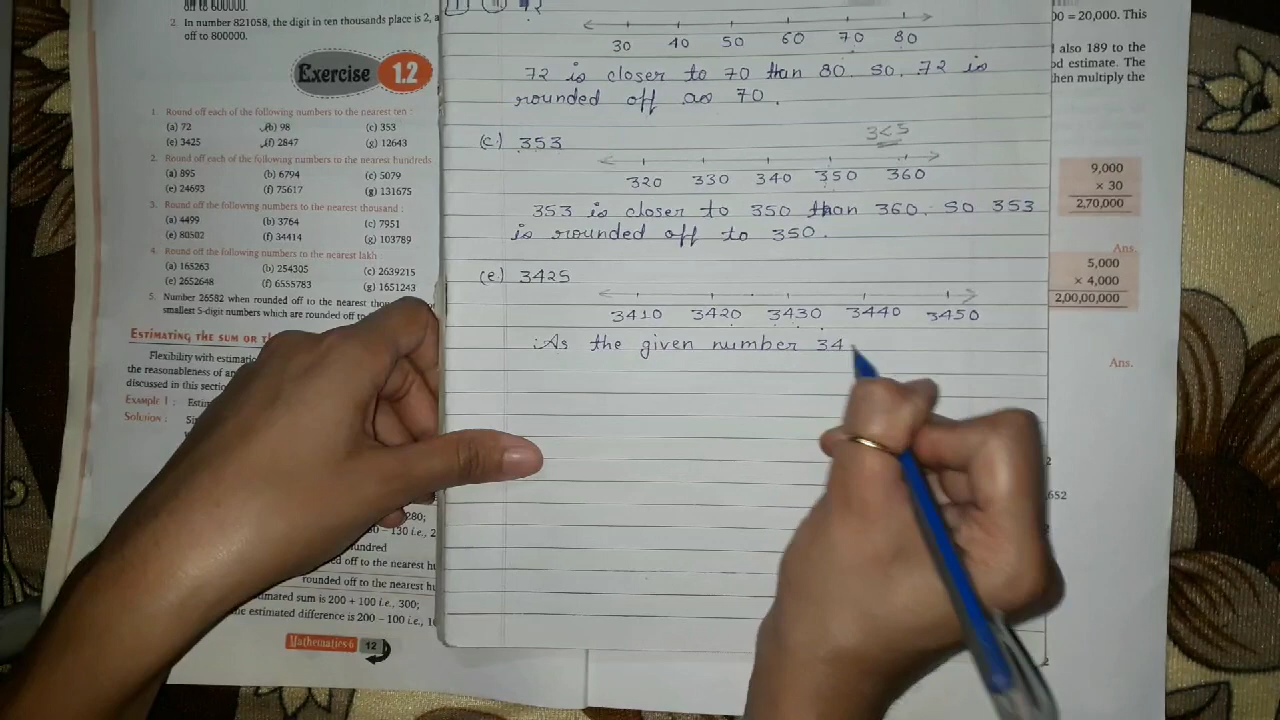 off to 600000.
2. In number 821058, the digit in ten thousands place is 2, a
off to 800000.
Exercise 1.2
1. Round off each of the following numbers to the nearest ten :
(a) 72 (b) 98 (c) 353
(e) 3425 (f) 2847 (g) 12643
2. Round off each of the following numbers to the nearest hundreds
(a) 895 (b) 6794 (c) 5079
(e) 24693 (f) 75617 (g) 131675
3. Round off the following numbers to the nearest thousand :
(a) 4499 (b) 3764 (c) 7951
(e) 80502 (f) 34414 (g) 103789
4. Round off the following numbers to the nearest lakh :
(a) 165263 (b) 254305 (c) 2639215
(e) 2652648 (f) 6555783 (g) 1651243
5. Number 26582 when rounded off to the nearest
smallest 5-digit numbers which are rounded off to
ESTIMATING THE SUM OR
Flexibility with
the reasonableness of
discussed in this
EXAMPLE 1 :
SOLUTION :
280;
130 i.e., 2
hundred
off to the nearest
rounded off to the nearest
sum is 200 + 100 i.e., 300;
estimated difference is 200 – 100 i.e.,
Mathematics-6 12
30 40 50 60 70 80
72 is closer to 70 than 80. So, 72 is
rounded off as 70.
(c) 353
3<5
320 330 340 350 360
353 is closer to 350 than 360. So 353
is rounded off to 350.
(e) 3425
3410 3420 3430 3440 3450
As the given number 34
00 = 20,000. This
also 189 to the
estimate. The
then multiply the
9,000
× 30
2,70,000
Ans.
5,000
× 4,000
2,00,00,000
Ans.
2
652
2